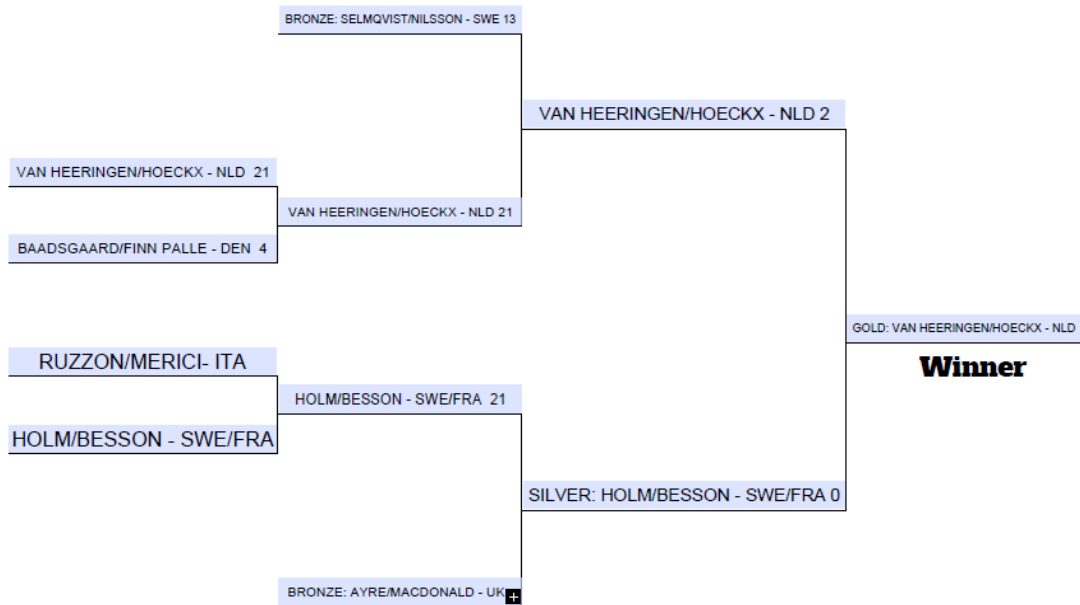 BRONZE: SELMQVIST/NILSSON - SWE 13
VAN HEERINGEN/HOECKX - NLD 2
VAN HEERINGEN/HOECKX - NLD 21
VAN HEERINGEN/HOECKX - NLD 21
BAADSGAARD/FINN PALLE - DEN 4
GOLD: VAN HEERINGEN/HOECKX - NLD
Winner
RUZZON/MERICI- ITA
HOLM/BESSON - SWE/FRA 21
HOLM/BESSON - SWE/FRA
SILVER: HOLM/BESSON - SWE/FRA 0
BRONZE: AYRE/MACDONALD - UK